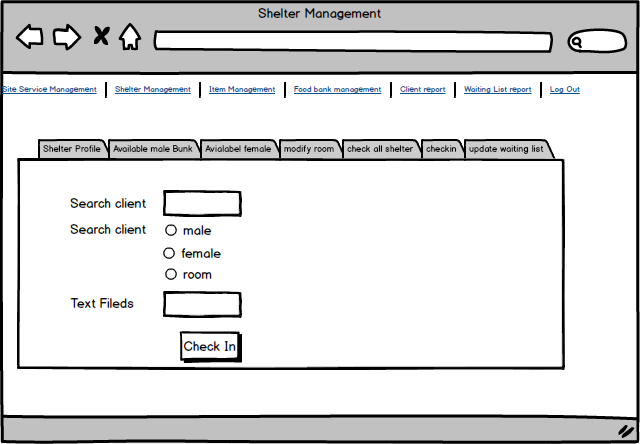 Shelter Management
Site Service Management Shelter Management Item Management Food bank management Client report Waiting List report Log Out
Shelter Profile Available male Bunk Avialabel female modify room check all shelter checkin update waiting list
Search client
Search client male
female
room
Text Fileds
Check In